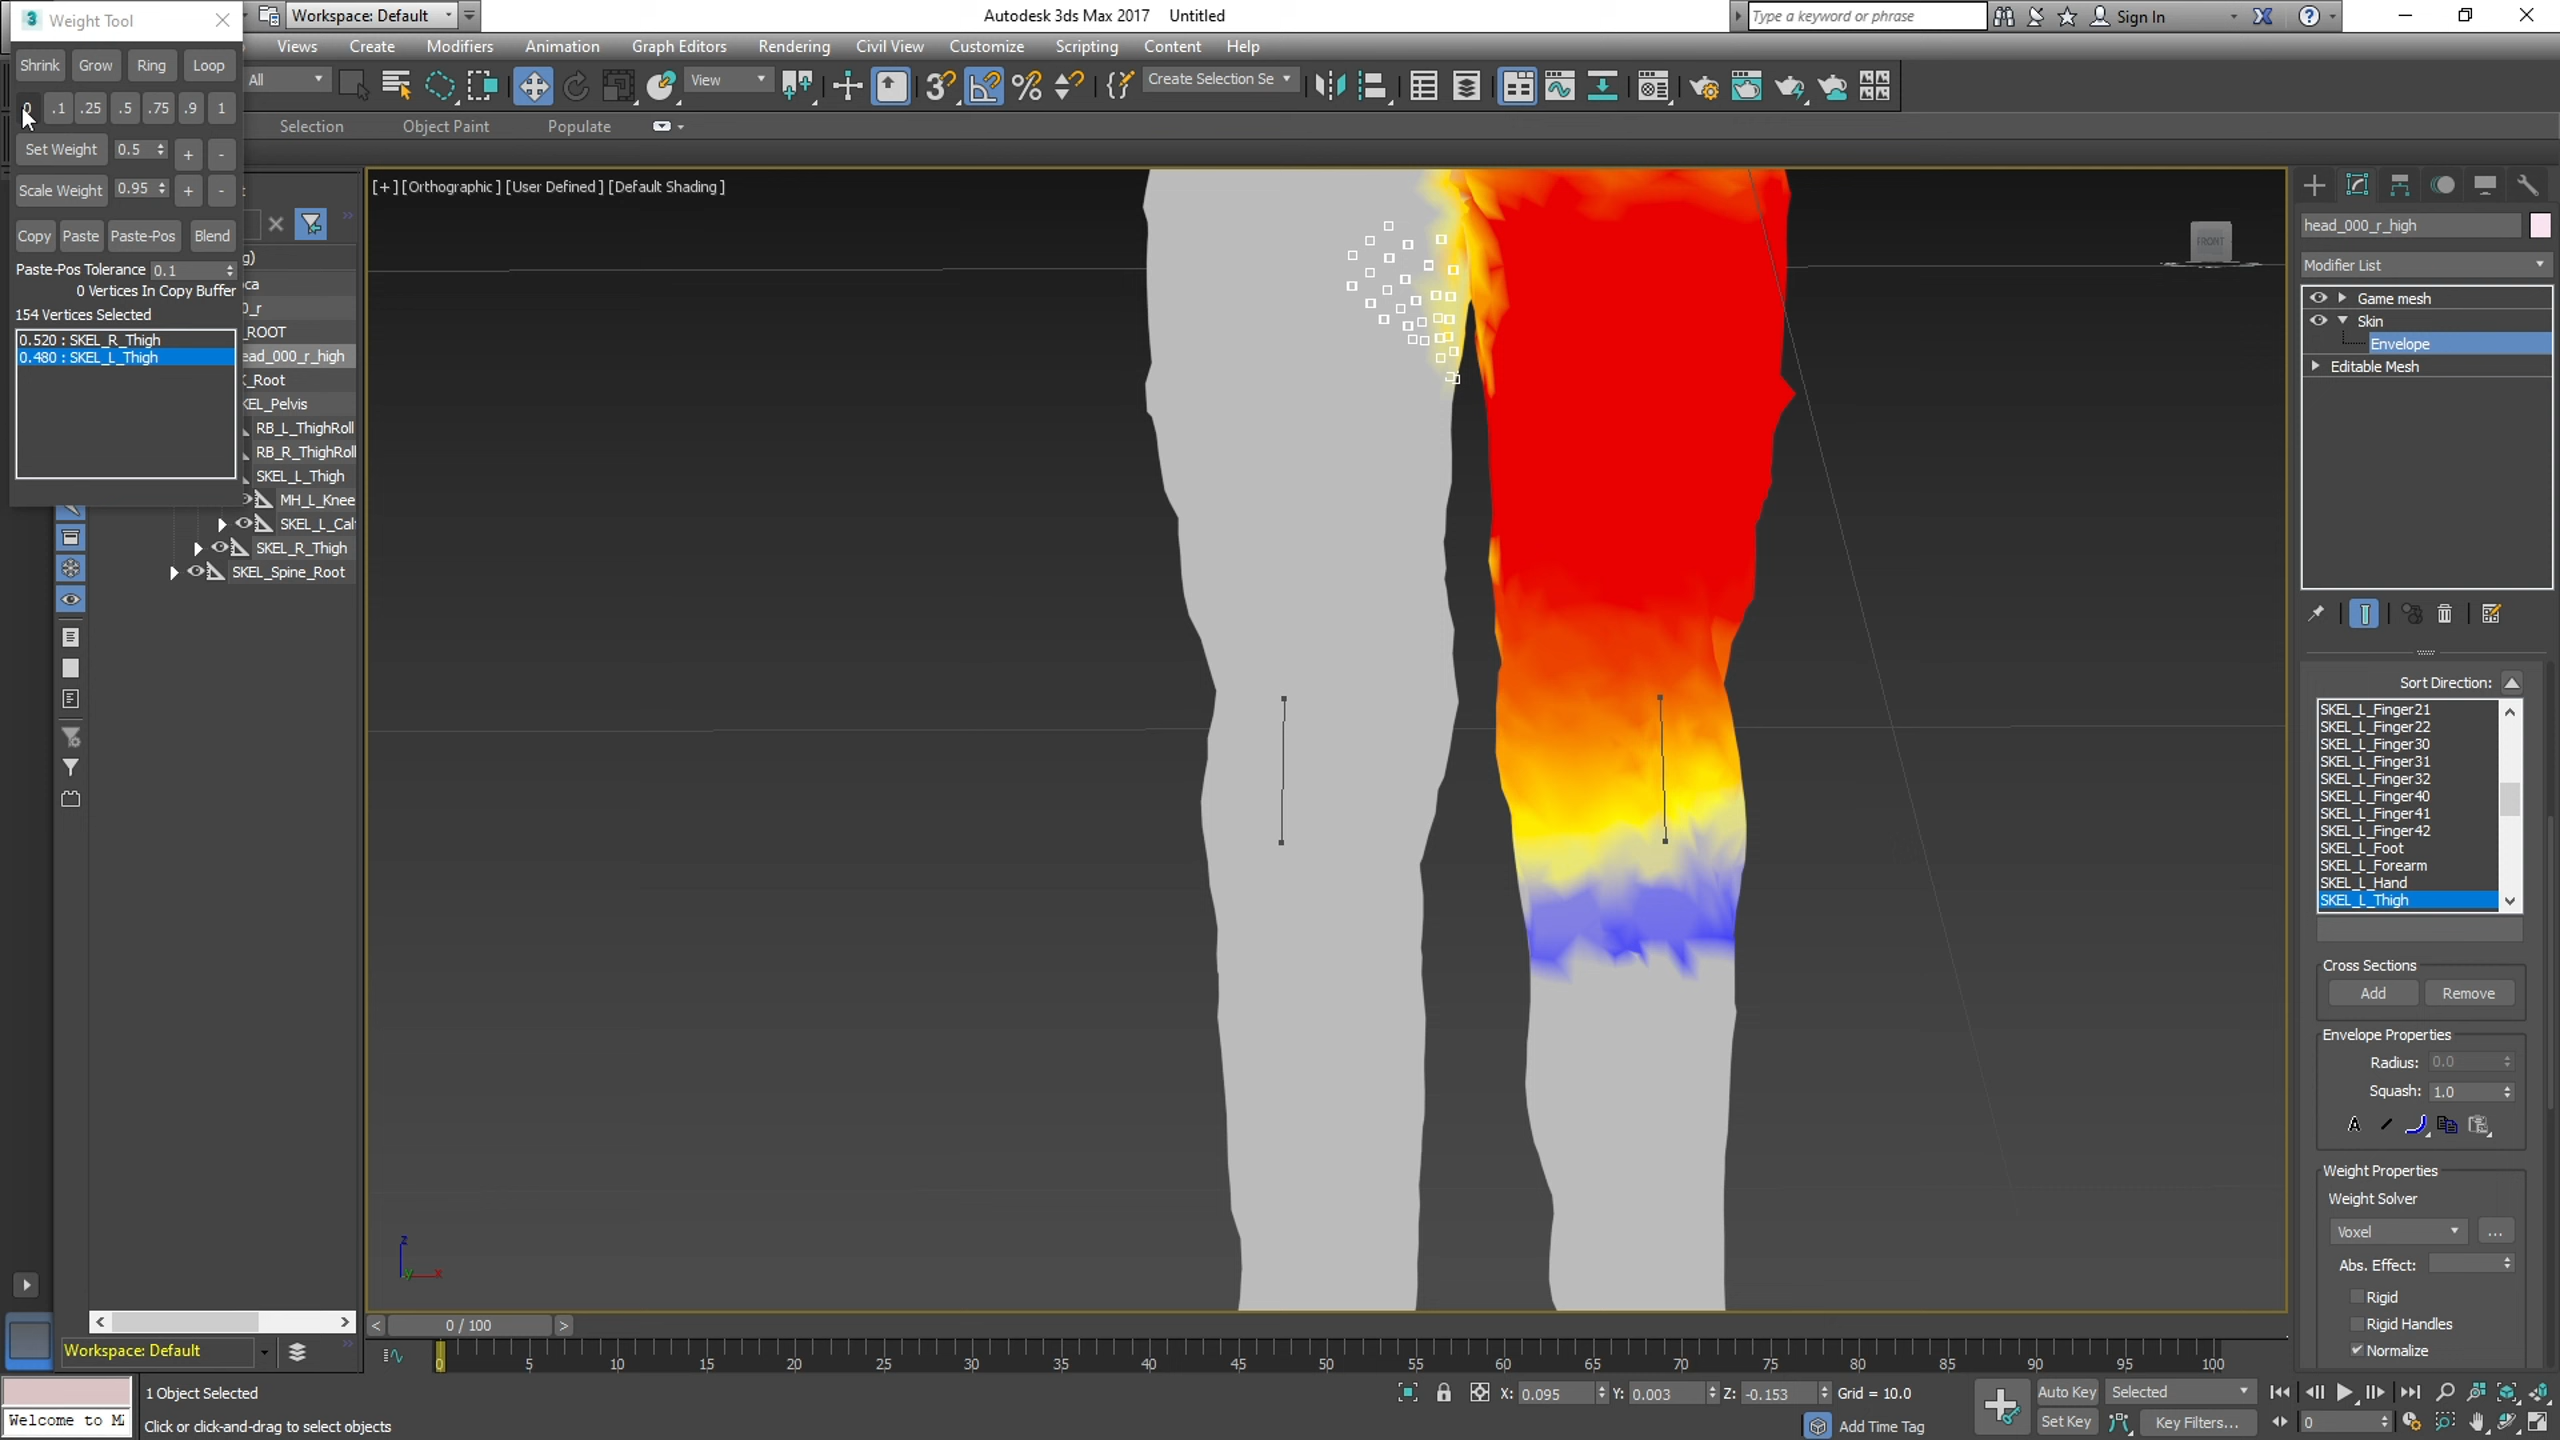 Weight Tool
Workspace: Default
Autodesk 3ds Max 2017 Untitled
Type a keyword or phrase
Sign In
Views Create Modifiers Animation Graph Editors Rendering Civil View Customize Scripting Content Help
Shrink Grow Ring Loop
All
View
Create Selection Se
0 .1 .25 .5 .75 .9 1
Selection Object Paint Populate
Set Weight 0.5 + -
Scale Weight 0.95 + -
Copy Paste Paste-Pos Blend
Paste-Pos Tolerance 0.1
0 Vertices In Copy Buffer
154 Vertices Selected
0.520 : SKEL_R_Thigh
0.480 : SKEL_L_Thigh
_ROOT
ead_000_r_high
_Root
KEL_Pelvis
RB_L_ThighRoll
RB_R_ThighRoll
SKEL_L_Thigh
MH_L_Knee
SKEL_L_Cal
SKEL_R_Thigh
SKEL_Spine_Root
[+] [Orthographic] [User Defined] [Default Shading]
FRONT
z
y x
head_000_r_high
Modifier List
Game mesh
Skin
Envelope
Editable Mesh
Sort Direction:
SKEL_L_Finger21
SKEL_L_Finger22
SKEL_L_Finger30
SKEL_L_Finger31
SKEL_L_Finger32
SKEL_L_Finger40
SKEL_L_Finger41
SKEL_L_Finger42
SKEL_L_Foot
SKEL_L_Forearm
SKEL_L_Hand
SKEL_L_Thigh
Cross Sections
Add Remove
Envelope Properties
Radius: 0.0
Squash: 1.0
A
Weight Properties
Weight Solver
Voxel ...
Abs. Effect:
Rigid
Rigid Handles
Normalize
< 0 / 100 >
Workspace: Default
0 5 10 15 20 25 30 35 40 45 50 55 60 65 70 75 80 85 90 95 100
1 Object Selected
X: 0.095 Y: 0.003 Z: -0.153 Grid = 10.0
Auto Key Selected
Welcome to M
Click or click-and-drag to select objects
Add Time Tag
Set Key Key Filters... 0